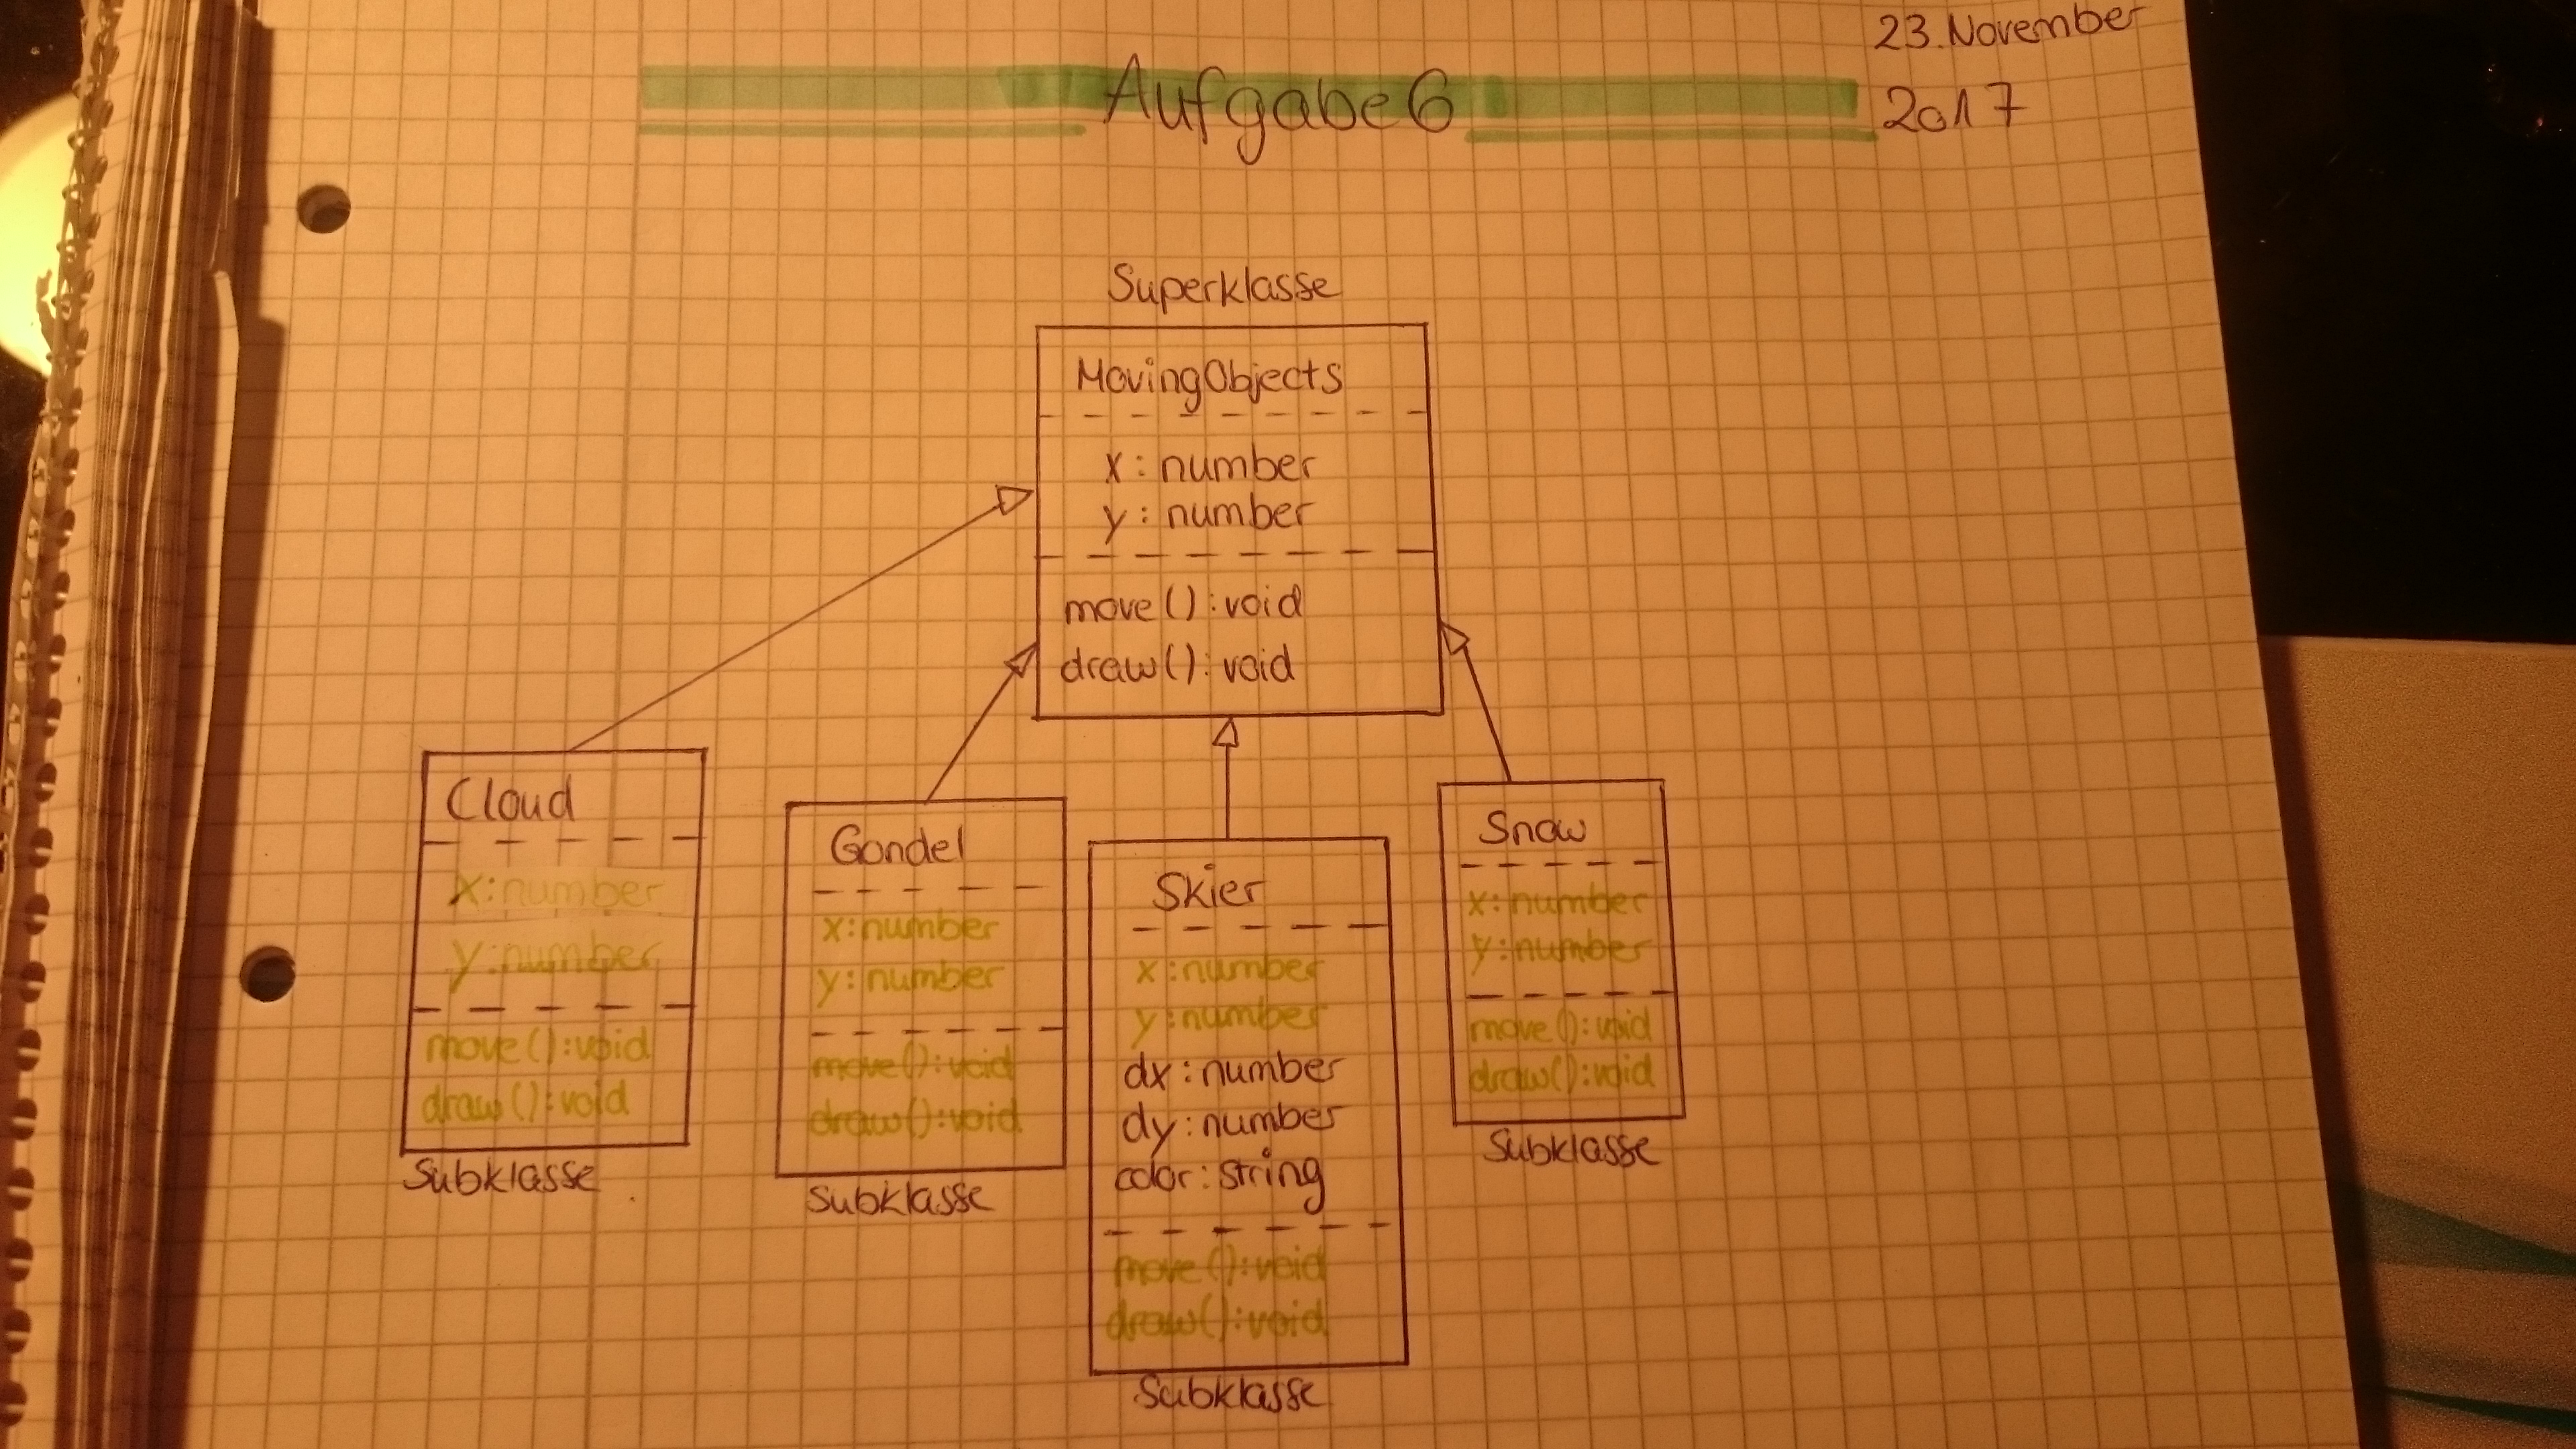 23. November
2017
Aufgabe 6
Superklasse
MovingObjects
x: number
y: number
move(): void
draw(): void
Cloud
x: number
y: number
move(): void
draw(): void
Subklasse
Gondel
x: number
y: number
move(): void
draw(): void
Subklasse
Skier
x: number
y: number
dx: number
dy: number
color: string
move(): void
draw(): void
Subklasse
Snow
x: number
y: number
move(): void
draw(): void
Subklasse